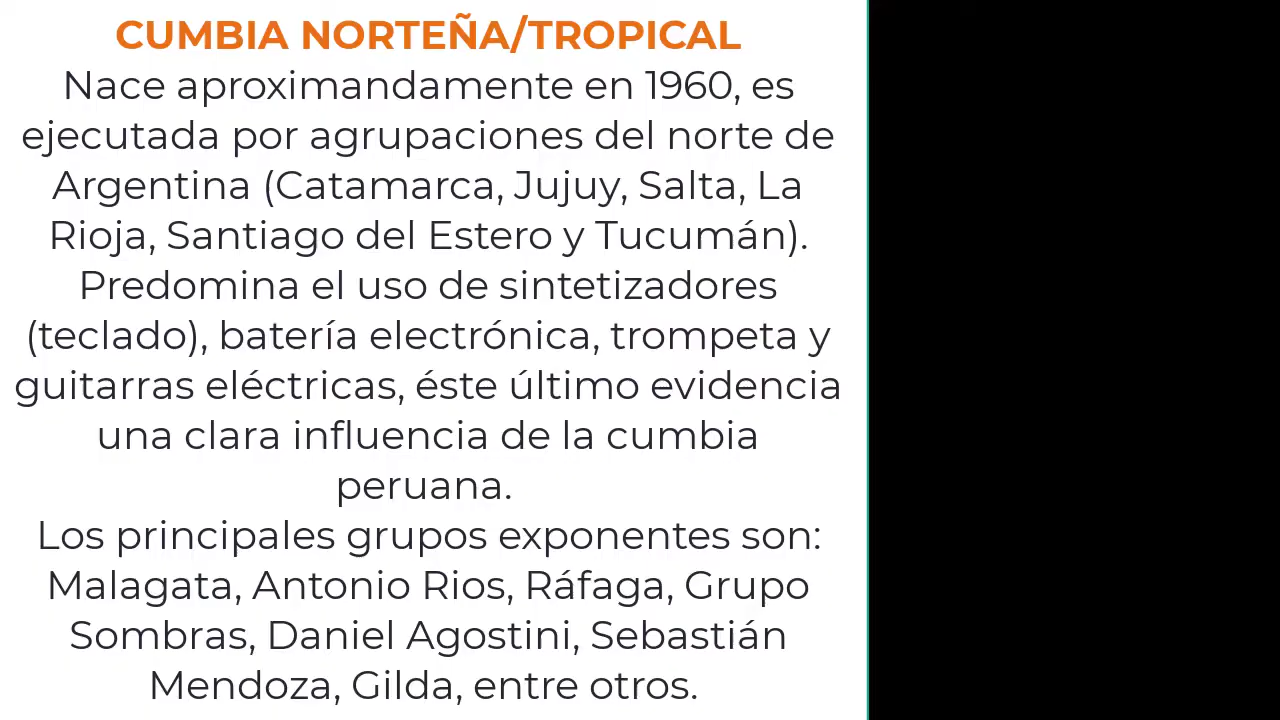 CUMBIA NORTEÑA/TROPICAL
Nace aproximandamente en 1960, es
ejecutada por agrupaciones del norte de
Argentina (Catamarca, Jujuy, Salta, La
Rioja, Santiago del Estero y Tucumán).
Predomina el uso de sintetizadores
(teclado), batería electrónica, trompeta y
guitarras eléctricas, éste último evidencia
una clara influencia de la cumbia
peruana.
Los principales grupos exponentes son:
Malagata, Antonio Rios, Ráfaga, Grupo
Sombras, Daniel Agostini, Sebastián
Mendoza, Gilda, entre otros.